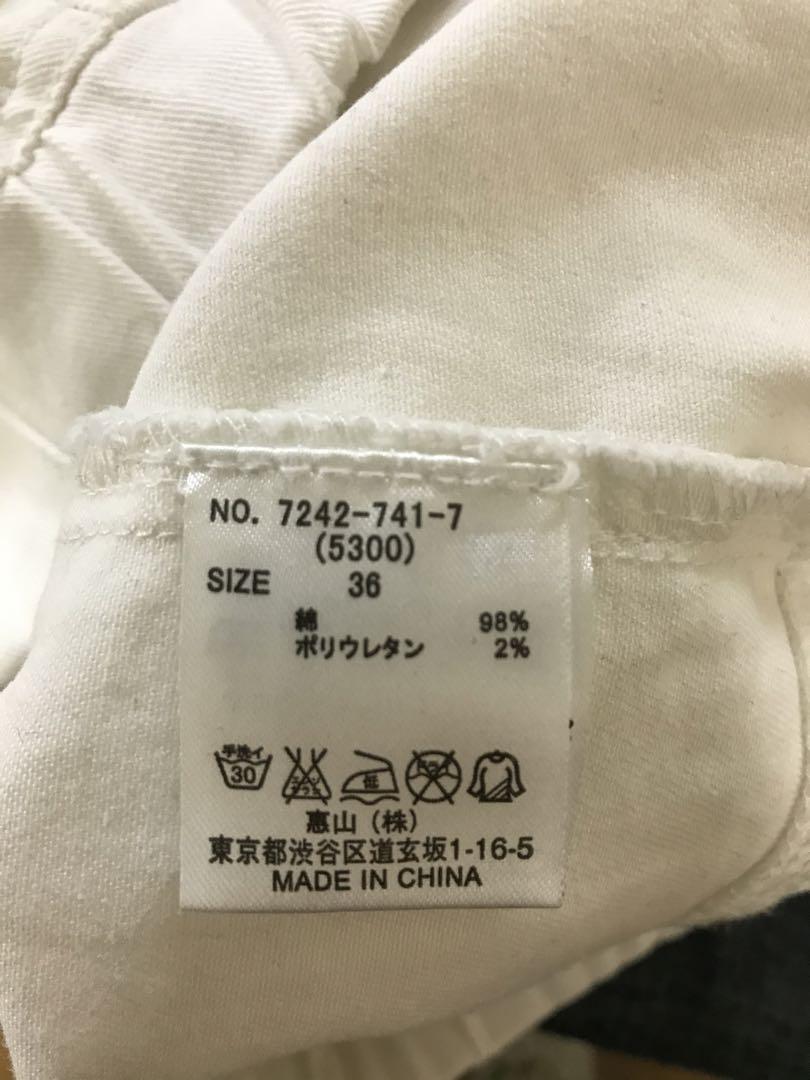 NO. 7242-741-7
(5300)
SIZE 36
綿 98%
ポリウレタン 2%
手洗イ
30
低
惠山（株）
東京都渋谷区道玄坂1-16-5
MADE IN CHINA